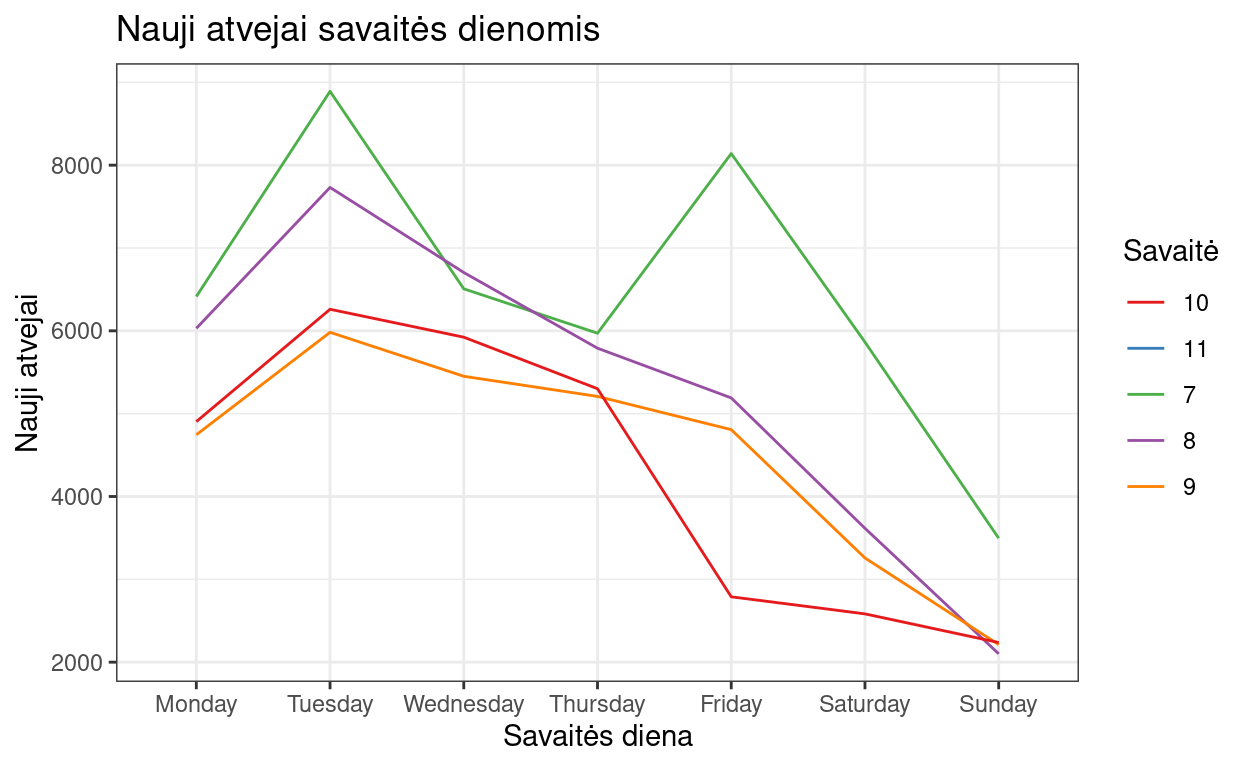 Nauji atvejai savaitės dienomis
Nauji atvejai
8000
6000
4000
2000
Monday Tuesday Wednesday Thursday Friday Saturday Sunday
Savaitės diena
Savaitė
10
11
7
8
9